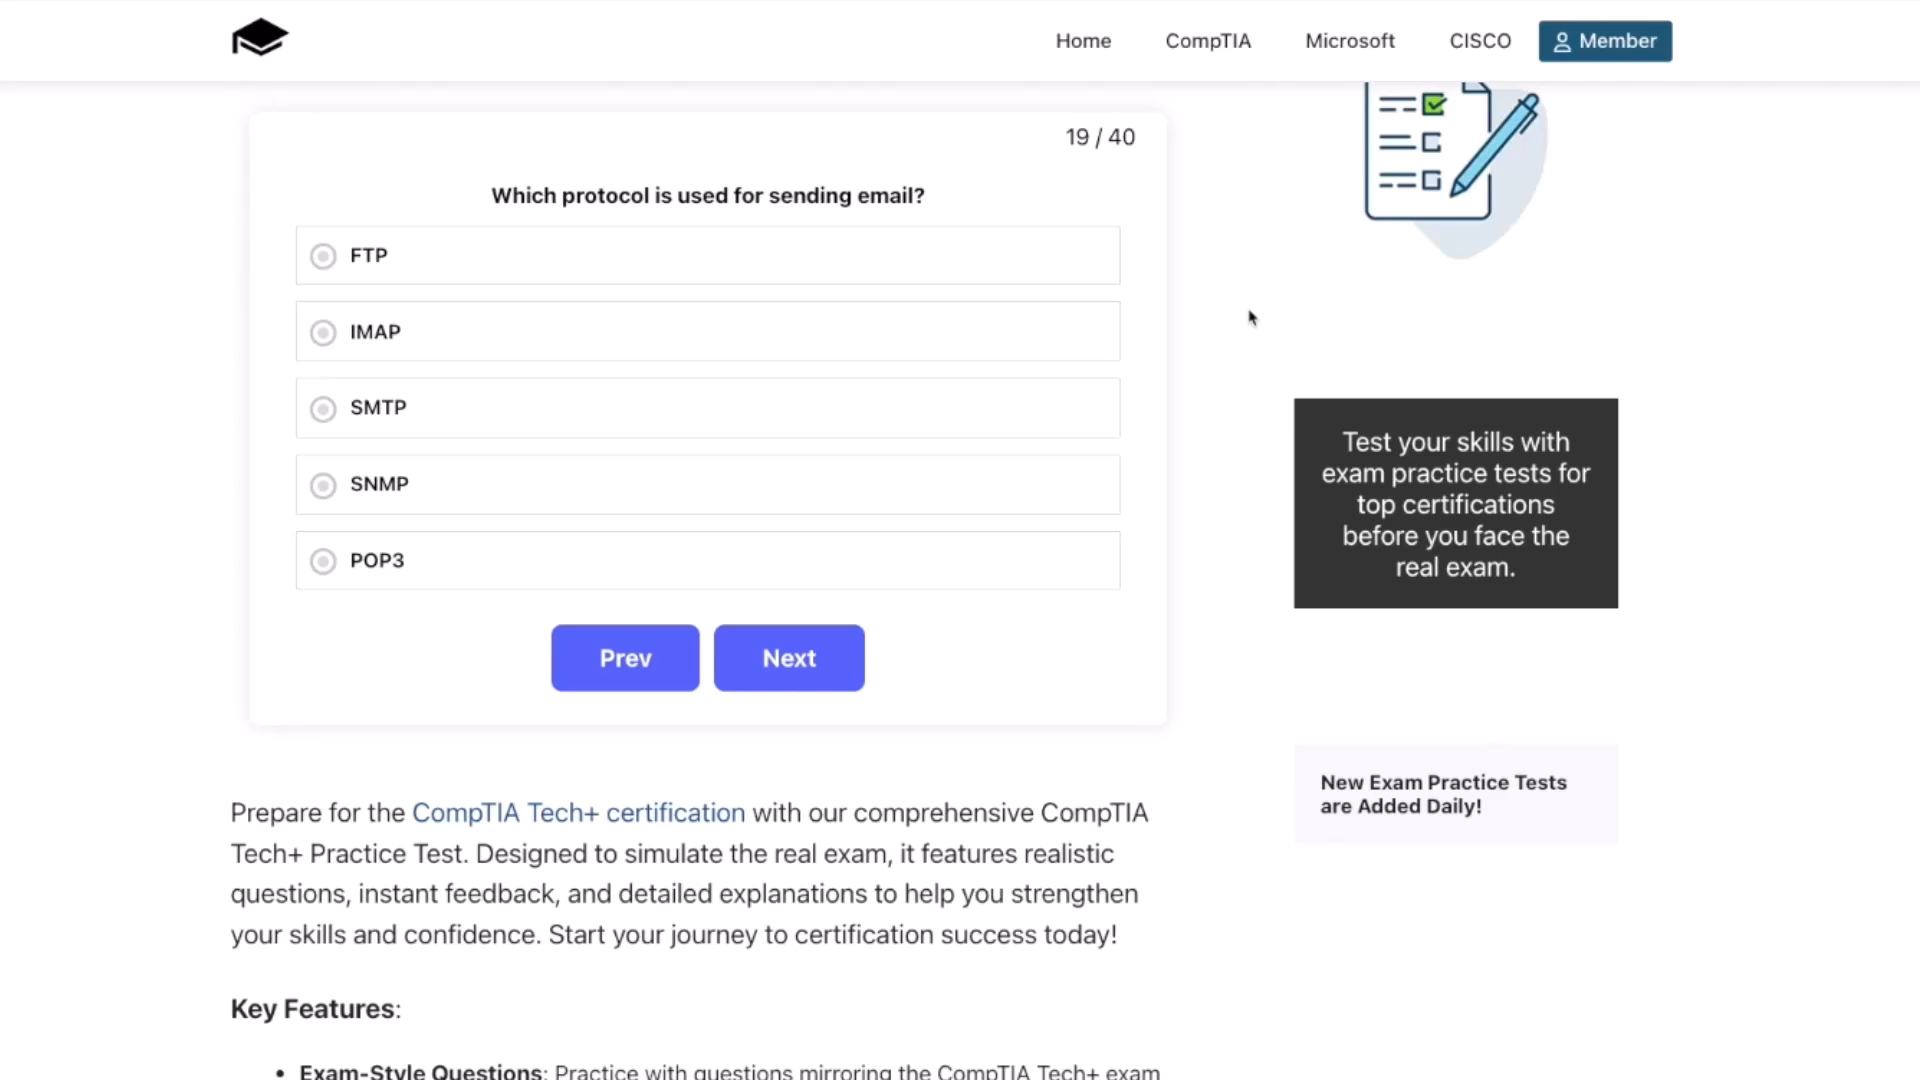 Home
CompTIA
Microsoft
CISCO
Member
19 / 40
Which protocol is used for sending email?
FTP
IMAP
SMTP
SNMP
POP3
Prev
Next
Test your skills with
exam practice tests for
top certifications
before you face the
real exam.
New Exam Practice Tests
are Added Daily!
Prepare for the CompTIA Tech+ certification with our comprehensive CompTIA
Tech+ Practice Test. Designed to simulate the real exam, it features realistic
questions, instant feedback, and detailed explanations to help you strengthen
your skills and confidence. Start your journey to certification success today!
Key Features:
• Exam-Style Questions: Practice with questions mirroring the CompTIA Tech+ exam